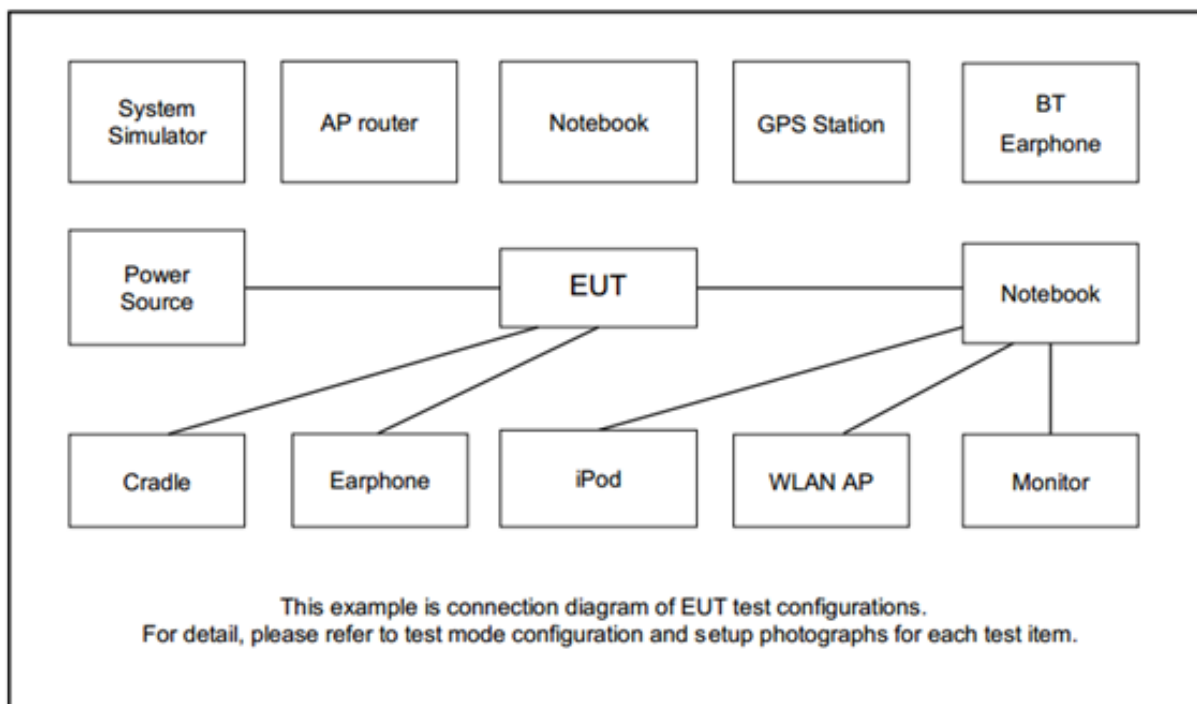 System
Simulator
AP router
Notebook
GPS Station
BT
Earphone
Power
Source
EUT
Notebook
Cradle
Earphone
iPod
WLAN AP
Monitor
This example is connection diagram of EUT test configurations.
For detail, please refer to test mode configuration and setup photographs for each test item.